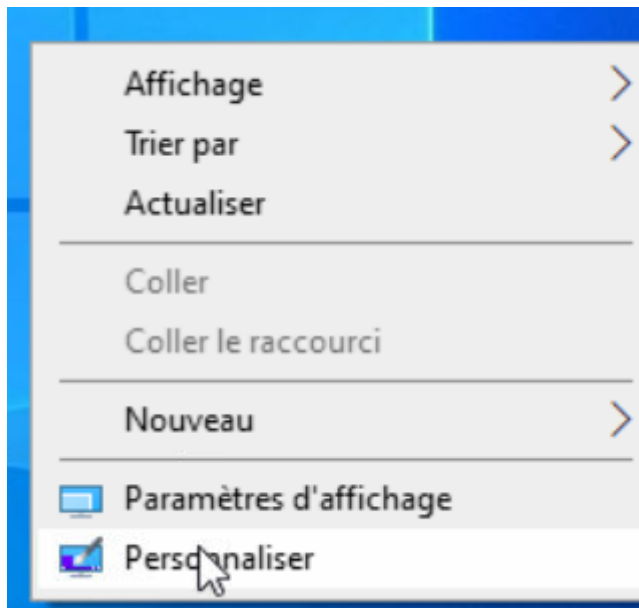 Affichage
Trier par
Actualiser
Coller
Coller le raccourci
Nouveau
Paramètres d'affichage
Personnaliser